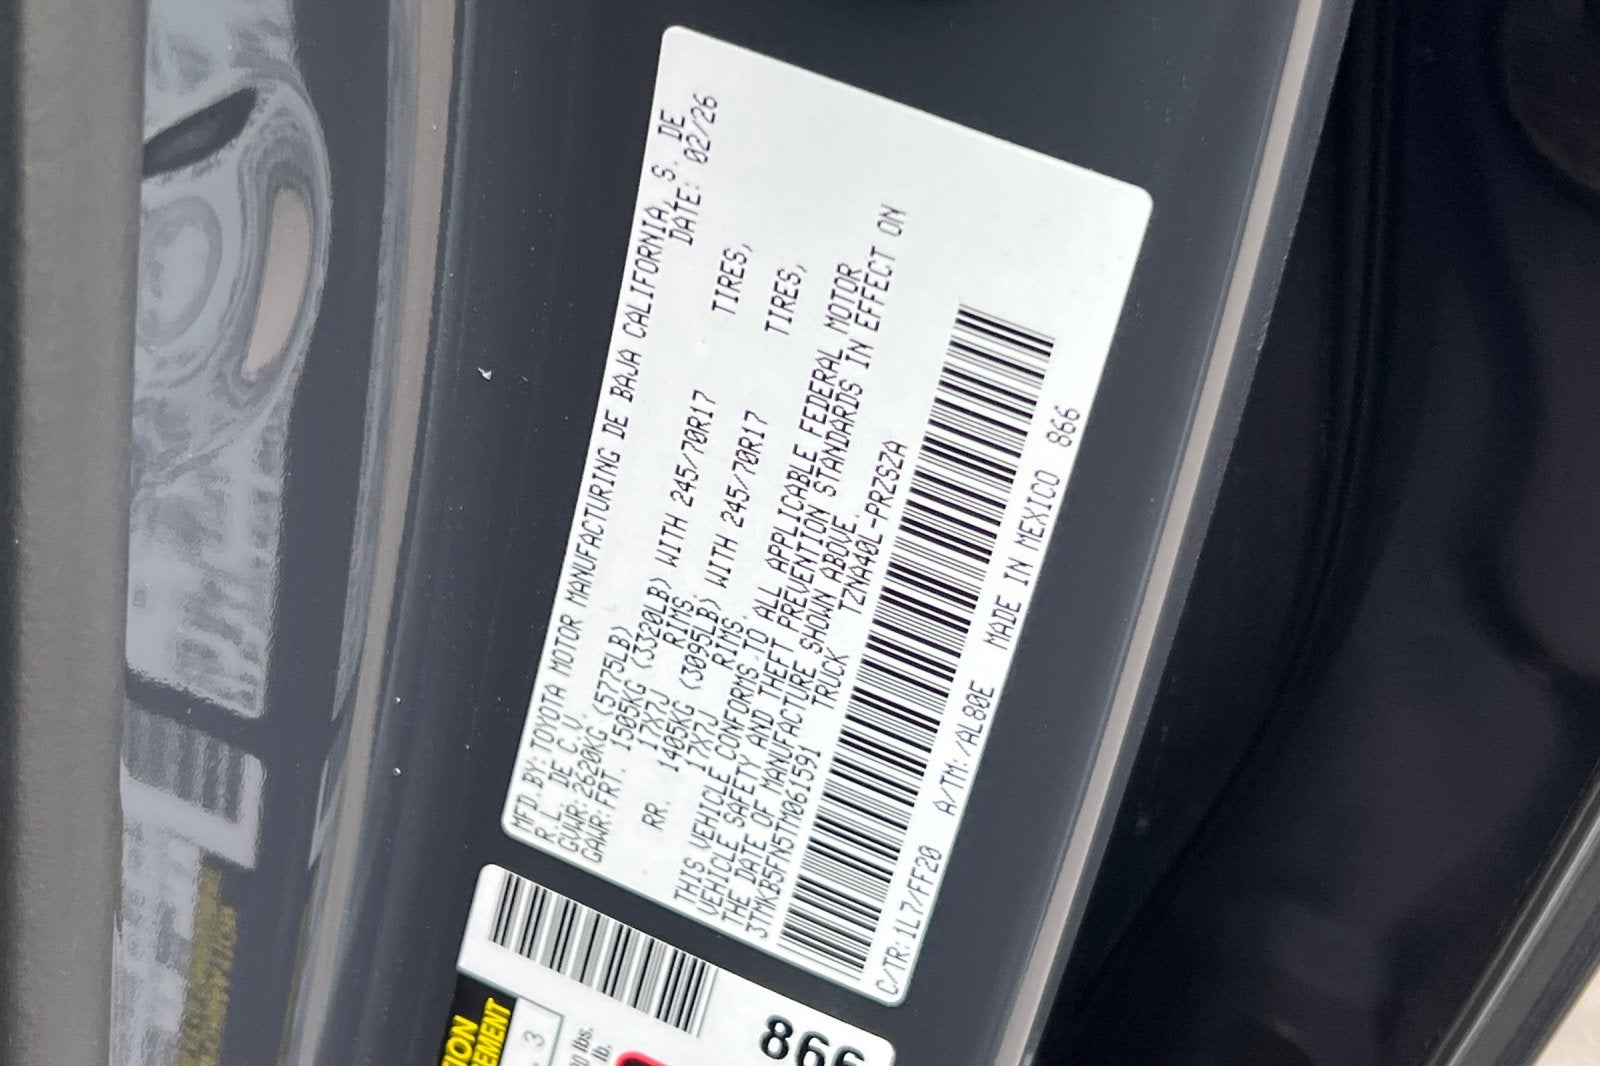 MFD.BY:TOYOTA MOTOR MANUFACTURING DE BAJA CALIFORNIA, S. DE
R.L. DE C.V. DATE: 02/26
GVWR:2620KG (5775LB)
GAWR:FRT. 1505KG (3320LB) WITH 245/70R17 TIRES,
17X7J RIMS,
RR. 1405KG (3095LB) WITH 245/70R17 TIRES,
17X7J RIMS.
THIS VEHICLE CONFORMS TO ALL APPLICABLE FEDERAL MOTOR
VEHICLE SAFETY AND THEFT PREVENTION STANDARDS IN EFFECT ON
THE DATE OF MANUFACTURE SHOWN ABOVE.
3TMKB5FN5TM061591 TRUCK TZNA40L-PRZSZA
C/TR:1L7/FF20 A/TM:/AL80E MADE IN MEXICO 866
866
3
lbs.
lb.